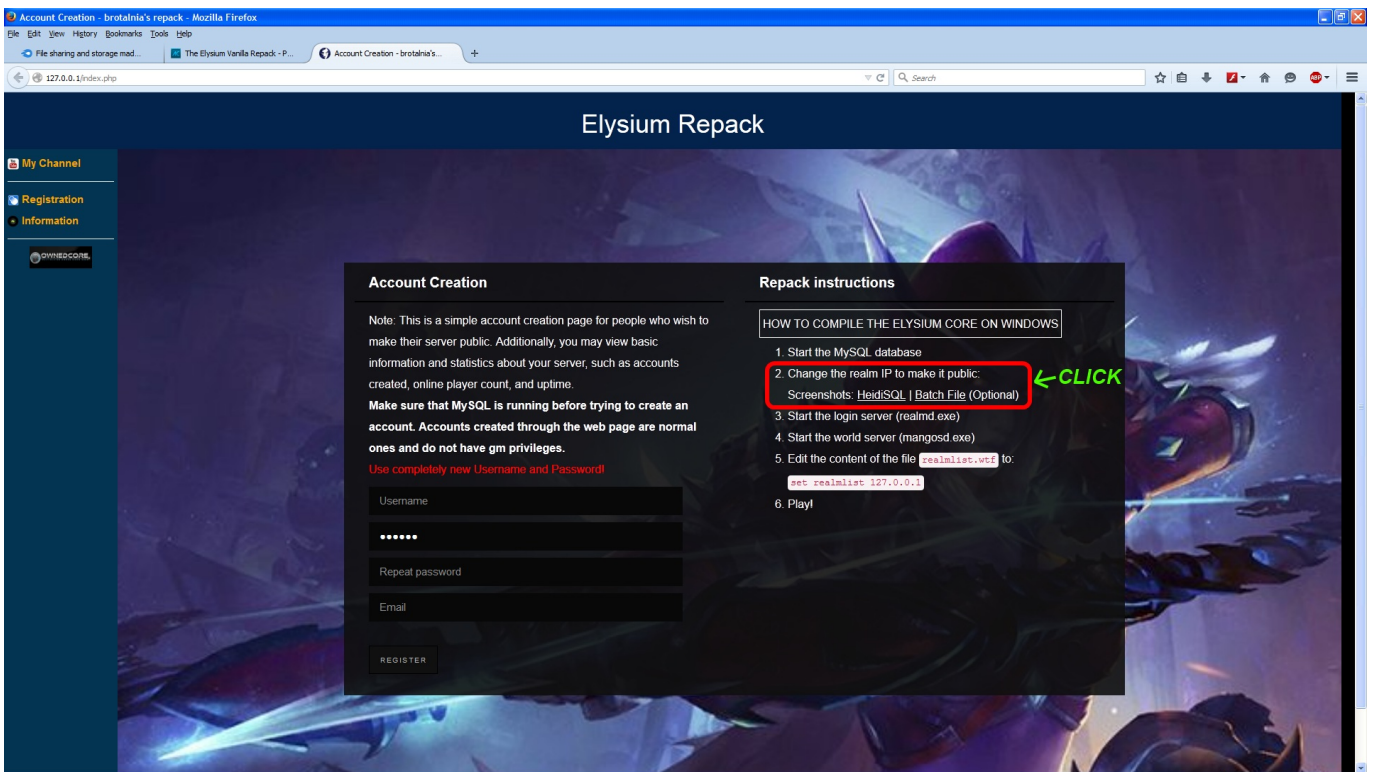 Account Creation - brotalnia's repack - Mozilla Firefox
File Edit View History Bookmarks Tools Help
File sharing and storage mad...
The Elysium Vanilla Repack - P...
Account Creation - brotalnia's...
127.0.0.1/index.php
Search
ABP
Elysium Repack
My Channel
Registration
Information
OWNEDCORE.
Account Creation
Note: This is a simple account creation page for people who wish to
make their server public. Additionally, you may view basic
information and statistics about your server, such as accounts
created, online player count, and uptime.
Make sure that MySQL is running before trying to create an
account. Accounts created through the web page are normal
ones and do not have gm privileges.
Use completely new Username and Password!
Username
••••••
Repeat password
Email
REGISTER
Repack instructions
HOW TO COMPILE THE ELYSIUM CORE ON WINDOWS
1. Start the MySQL database
2. Change the realm IP to make it public:
Screenshots: HeidiSQL | Batch File (Optional)
←CLICK
3. Start the login server (realmd.exe)
4. Start the world server (mangosd.exe)
5. Edit the content of the file realmlist.wtf to:
set realmlist 127.0.0.1
6. Play!